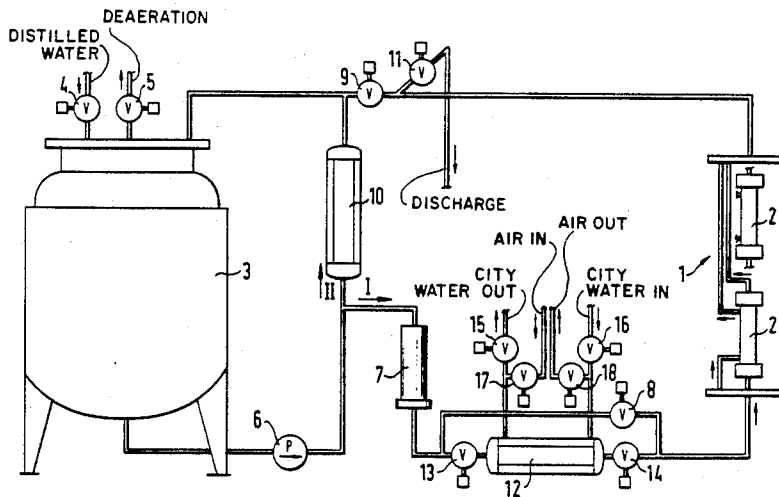 DEAERATION
DISTILLED
WATER
4
V
V
5
9
V
11
V
10
DISCHARGE
3
AIR OUT
AIR IN
CITY
WATER OUT
CITY
WATER IN
1
2
2
II
I
15
V
V
16
17
V
V
18
7
V
8
6
P
13
V
12
V
14